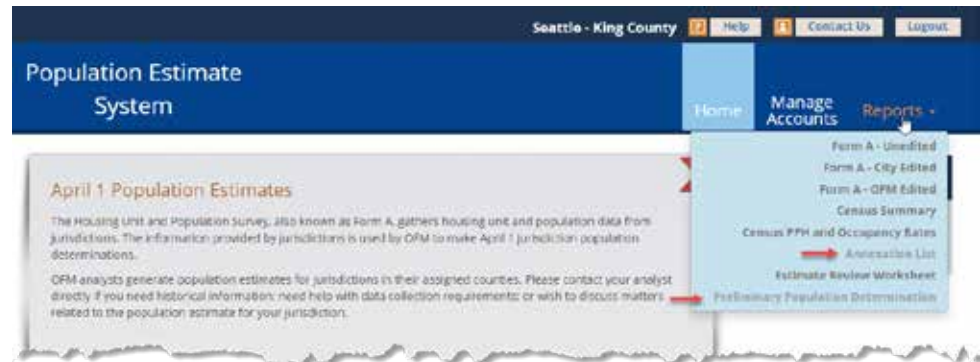 Seattle - King County ? Help Contact Us Logout
Population Estimate
System
Home
Manage
Accounts
Reports
Form A - Unedited
Form A - City Edited
Form A - OFM Edited
Census Summary
Census PPH and Occupancy Rates
Annexation List
Estimate Review Worksheet
Preliminary Population Determination
April 1 Population Estimates
The Housing Unit and Population Survey, also known as Form A, gathers housing unit and population data from
jurisdictions. The information provided by jurisdictions is used by OFM to make April 1 jurisdiction population
determinations.
OFM analysts generate population estimates for jurisdictions in their assigned counties. Please contact your analyst
directly if you need historical information; need help with data collection requirements; or wish to discuss matters
related to the population estimate for your jurisdiction.